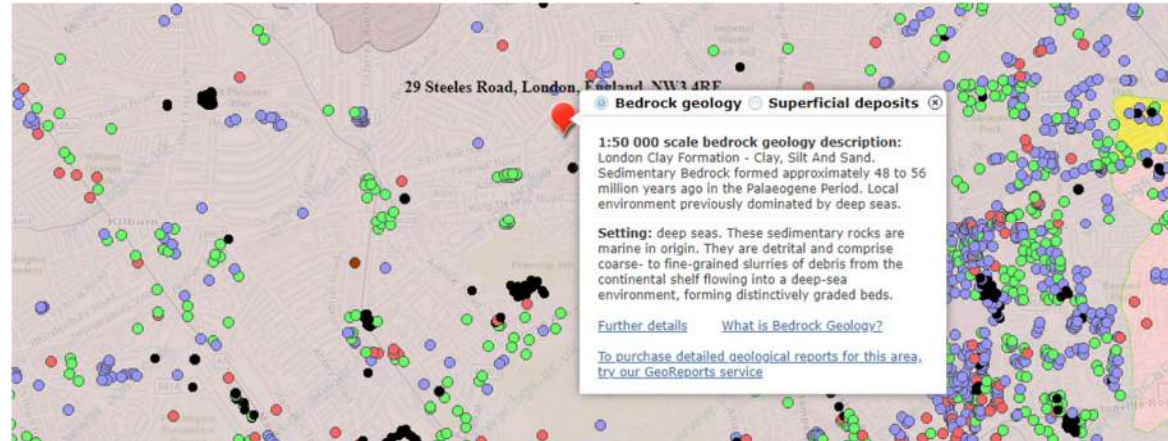 29 Steeles Road, London, England, NW3 4RE
Bedrock geology Superficial deposits
1:50 000 scale bedrock geology description:
London Clay Formation - Clay, Silt And Sand.
Sedimentary Bedrock formed approximately 48 to 56
million years ago in the Palaeogene Period. Local
environment previously dominated by deep seas.
Setting: deep seas. These sedimentary rocks are
marine in origin. They are detrital and comprise
coarse- to fine-grained slurries of debris from the
continental shelf flowing into a deep-sea
environment, forming distinctively graded beds.
Further details What is Bedrock Geology?
To purchase detailed geological reports for this area,
try our GeoReports service
Kilburn